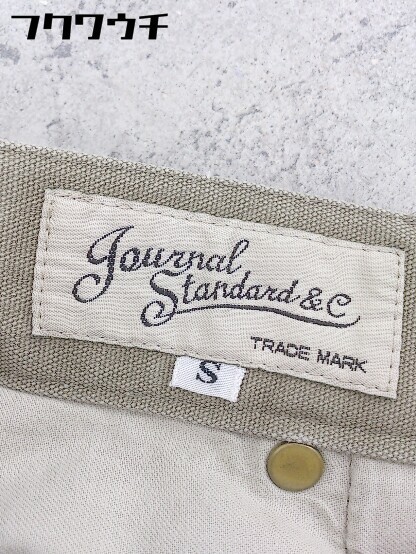 フクワウチ
Journal
Standard & C
TRADE MARK
S